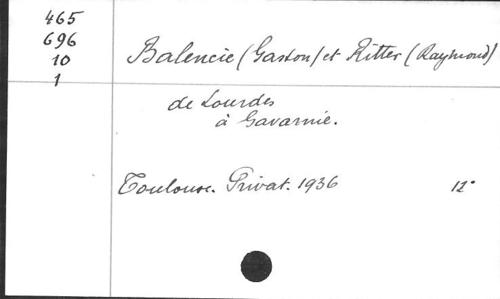 465
696
10
1
Balencie (Gaston) et Ritter (Raymond)
de Lourdes
à Gavarnie.
Toulouse. Privat. 1936 12°